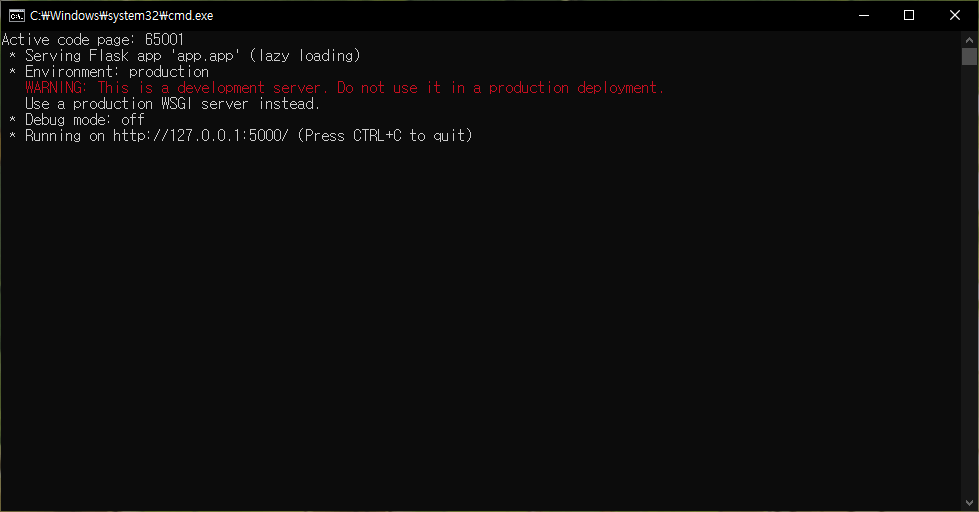 C:₩Windows₩system32₩cmd.exe
Active code page: 65001
* Serving Flask app 'app.app' (lazy loading)
* Environment: production
WARNING: This is a development server. Do not use it in a production deployment.
Use a production WSGI server instead.
* Debug mode: off
* Running on http://127.0.0.1:5000/ (Press CTRL+C to quit)